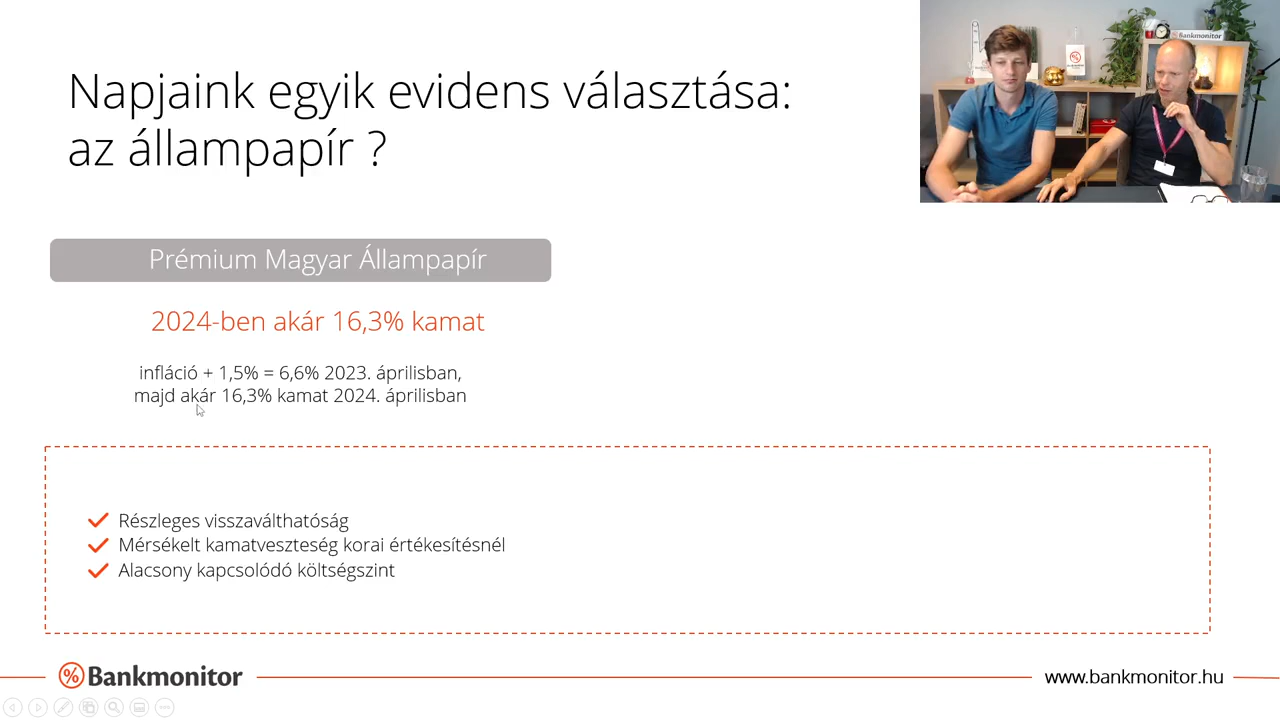 Napjaink egyik evidens választása:
az állampapír ?
Bankmonitor
Prémium Magyar Állampapír
2024-ben akár 16,3% kamat
infláció + 1,5% = 6,6% 2023. áprilisban,
majd akár 16,3% kamat 2024. áprilisban
Részleges visszaválthatóság
Mérsékelt kamatveszteség korai értékesítésnél
Alacsony kapcsolódó költségszint
% Bankmonitor
www.bankmonitor.hu